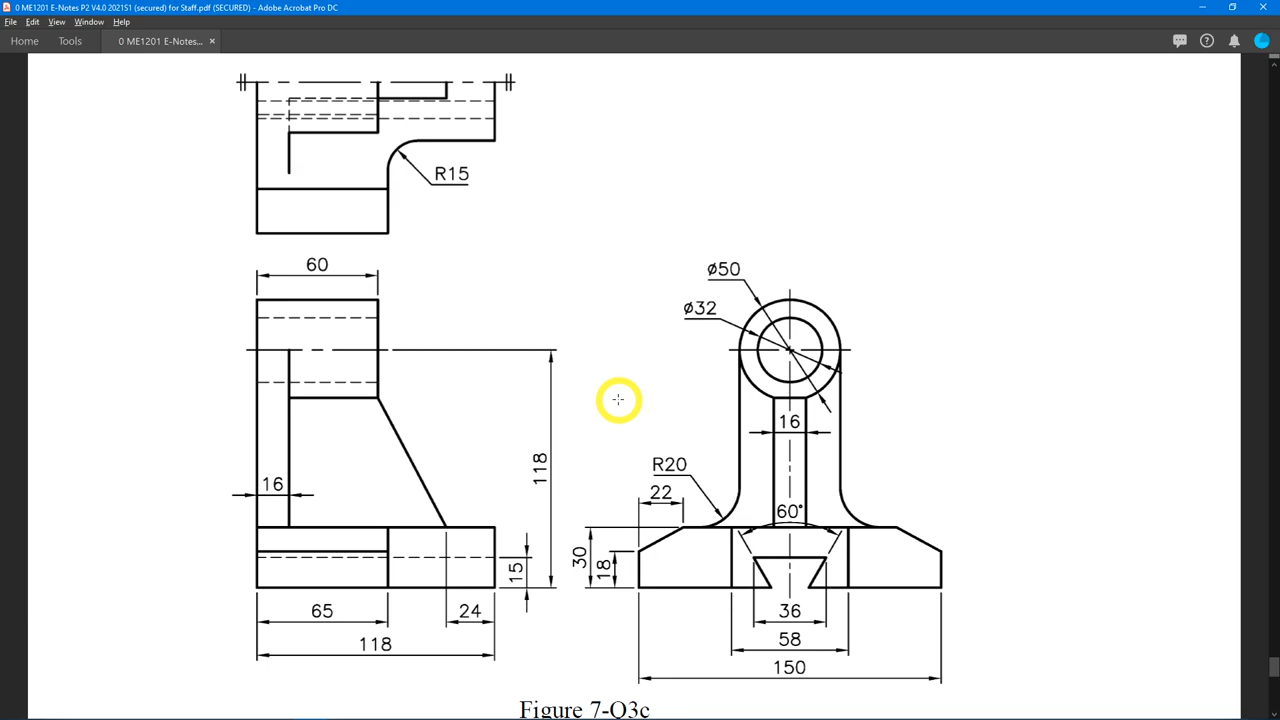 0 ME1201 E-Notes P2 V4.0 2021S1 (secured) for Staff.pdf (SECURED) - Adobe Acrobat Pro DC
File Edit View Window Help
Home Tools 0 ME1201 E-Notes... ×
R15
60
ø50
ø32
16
R20
22
16
118
60°
30
18
15
65
24
36
118
58
150
Figure 7-Q3c